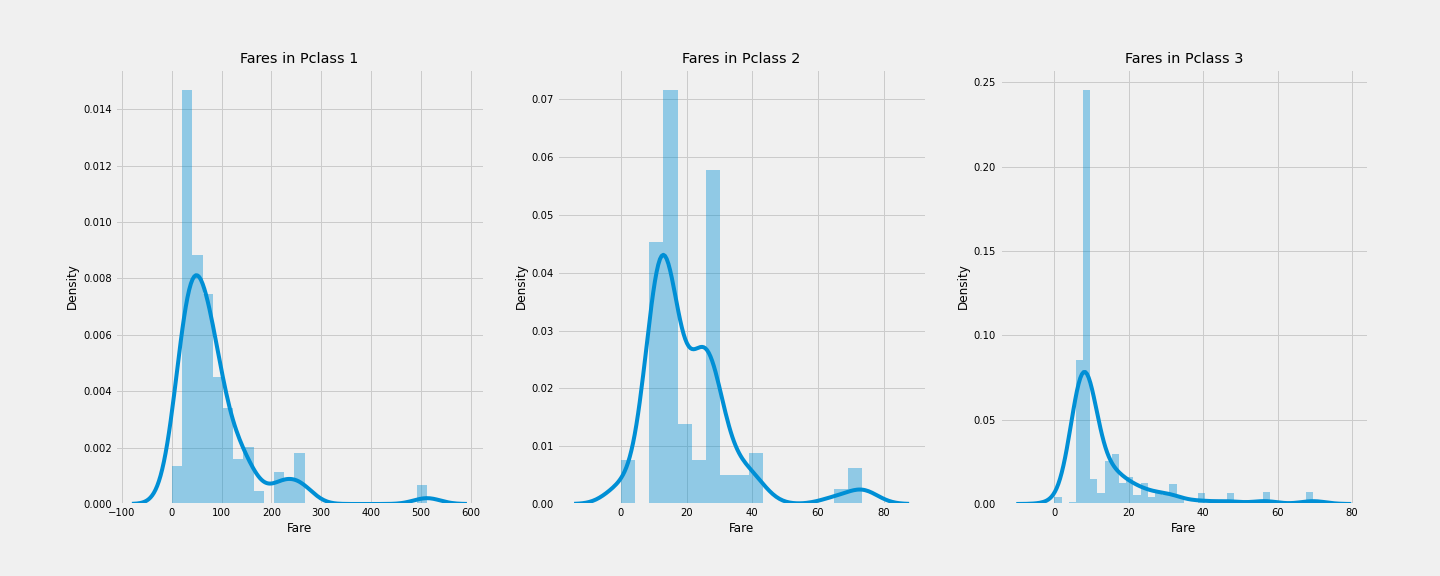 Fares in Pclass 1
0.014
0.012
0.010
0.008
0.006
0.004
0.002
0.000
Density
−100 0 100 200 300 400 500 600
Fare
Fares in Pclass 2
0.07
0.06
0.05
0.04
0.03
0.02
0.01
0.00
Density
0 20 40 60 80
Fare
Fares in Pclass 3
0.25
0.20
0.15
0.10
0.05
0.00
Density
0 20 40 60 80
Fare